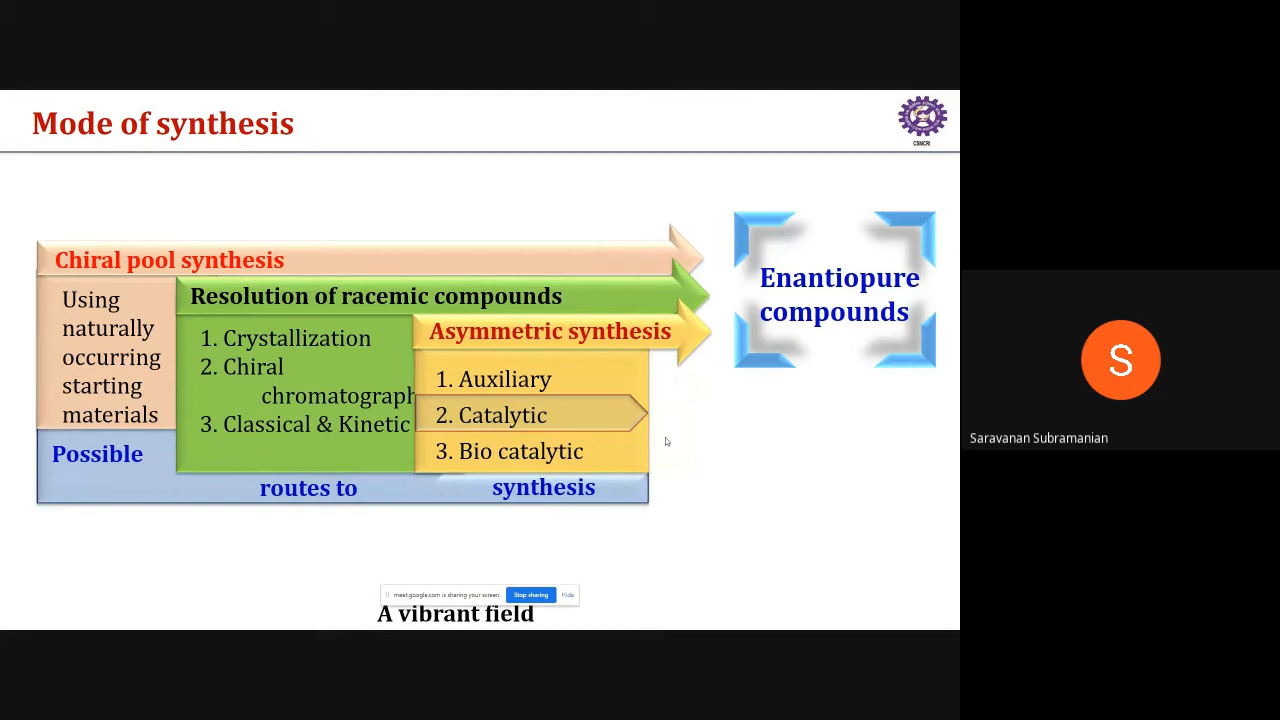 Mode of synthesis
CSMCRI
Chiral pool synthesis
Using
naturally
occurring
starting
materials
Resolution of racemic compounds
1. Crystallization
2. Chiral
chromatograph
3. Classical & Kinetic
Asymmetric synthesis
1. Auxiliary
2. Catalytic
3. Bio catalytic
Possible
routes to
synthesis
Enantiopure
compounds
meet.google.com is sharing your screen.
Stop sharing
Hide
A vibrant field
S
Saravanan Subramanian